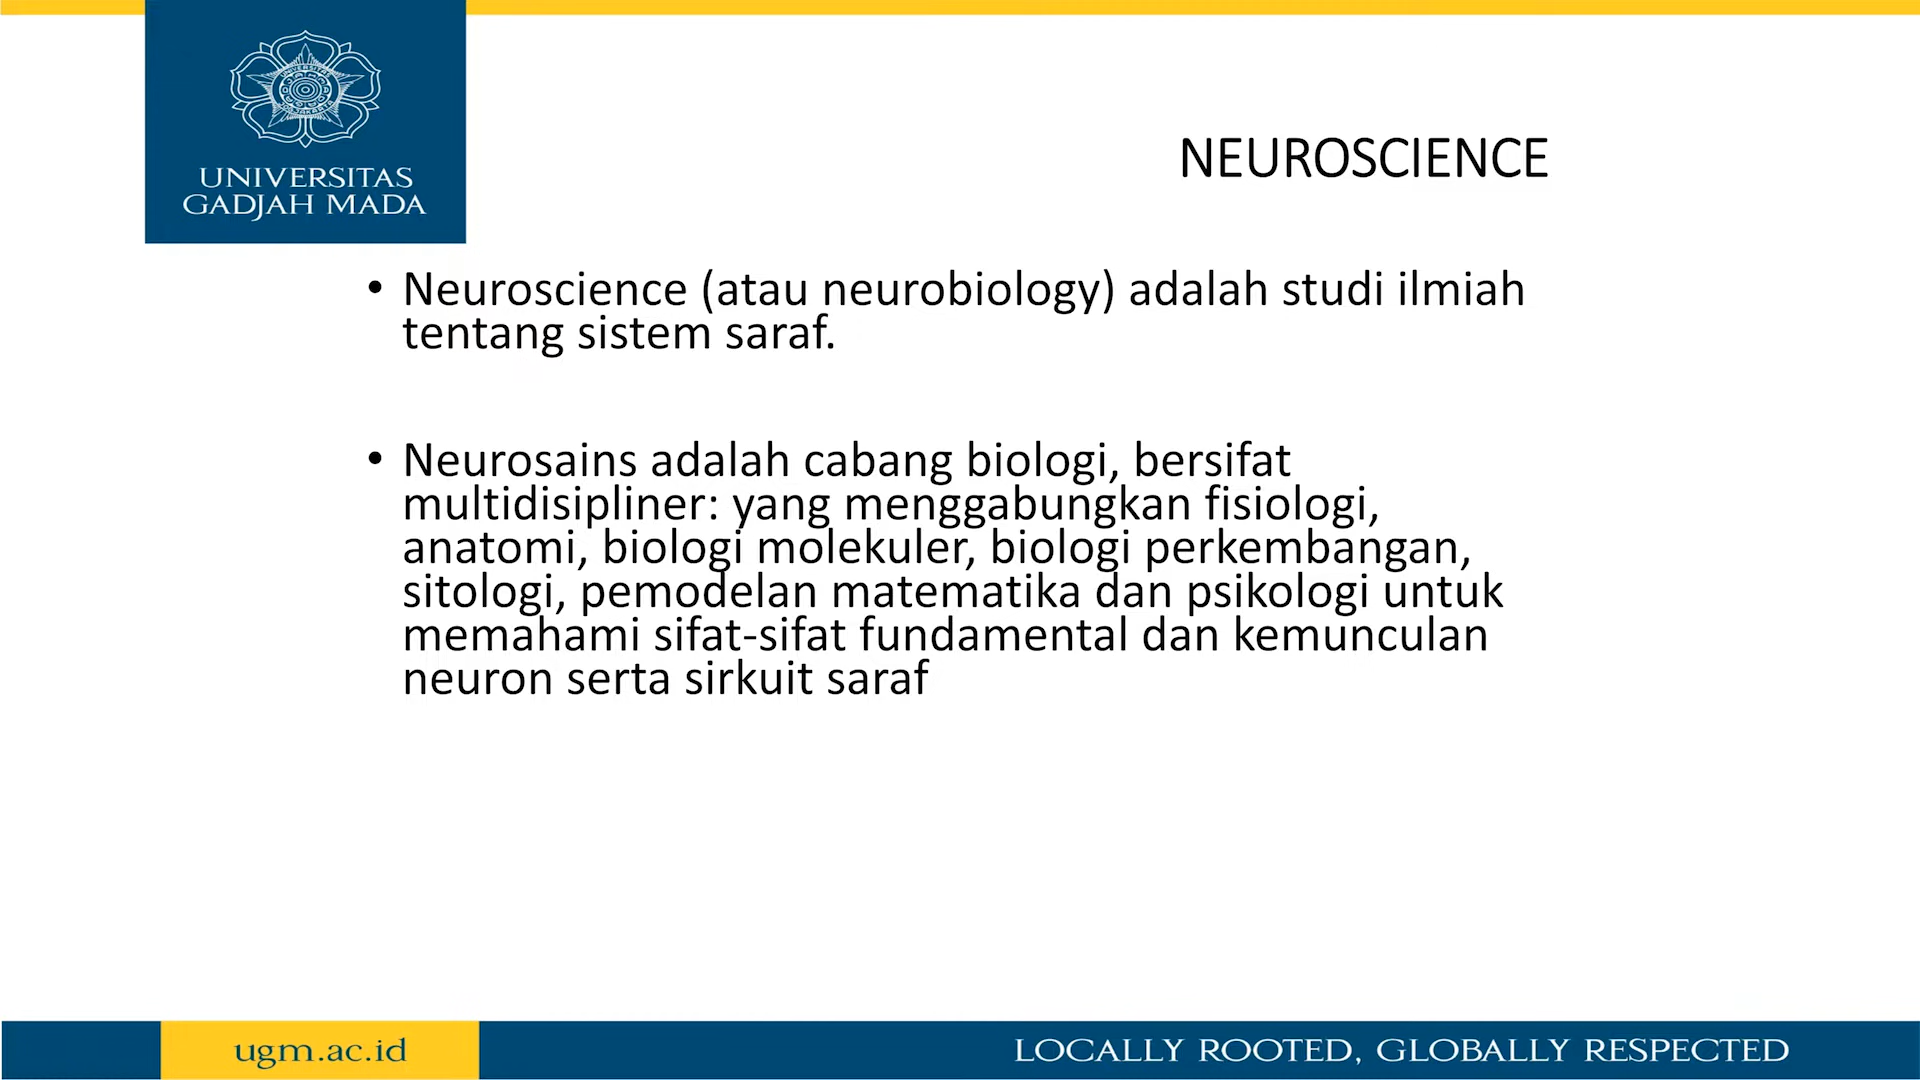 UNIVERSITAS
GADJAH MADA
NEUROSCIENCE
• Neuroscience (atau neurobiology) adalah studi ilmiah
tentang sistem saraf.
• Neurosains adalah cabang biologi, bersifat
multidisipliner: yang menggabungkan fisiologi,
anatomi, biologi molekuler, biologi perkembangan,
sitologi, pemodelan matematika dan psikologi untuk
memahami sifat-sifat fundamental dan kemunculan
neuron serta sirkuit saraf
ugm.ac.id
LOCALLY ROOTED, GLOBALLY RESPECTED